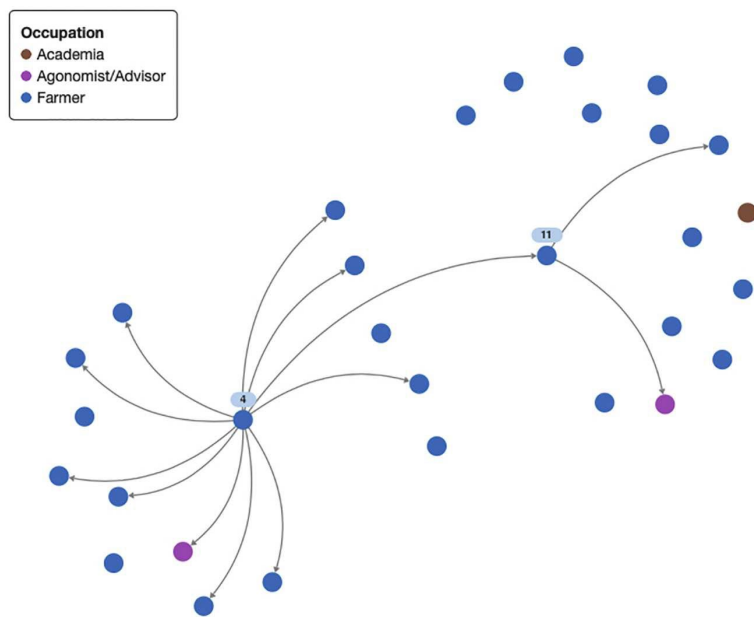 Occupation
Academia
Agonomist/Advisor
Farmer
11
4